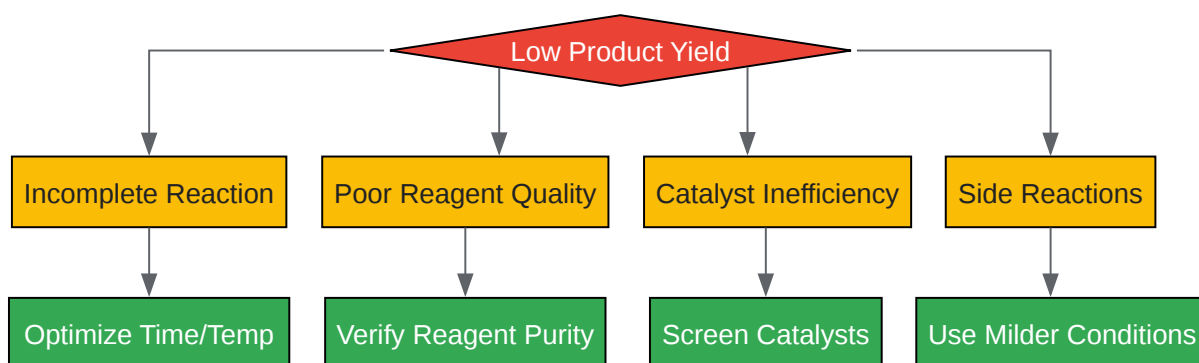 Low Product Yield
Incomplete Reaction
Poor Reagent Quality
Catalyst Inefficiency
Side Reactions
Optimize Time/Temp
Verify Reagent Purity
Screen Catalysts
Use Milder Conditions